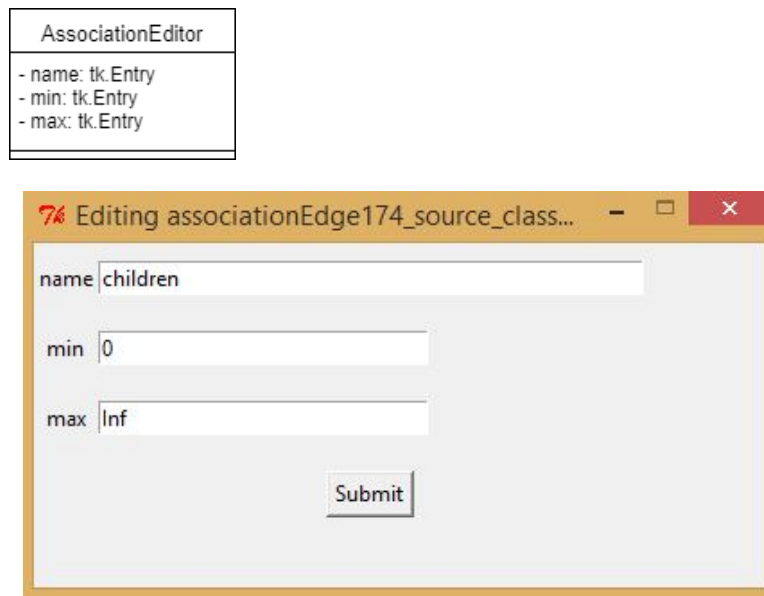 AssociationEditor
- name: tk.Entry
- min: tk.Entry
- max: tk.Entry
Editing associationEdge174_source_class...
name children
min 0
max Inf
Submit